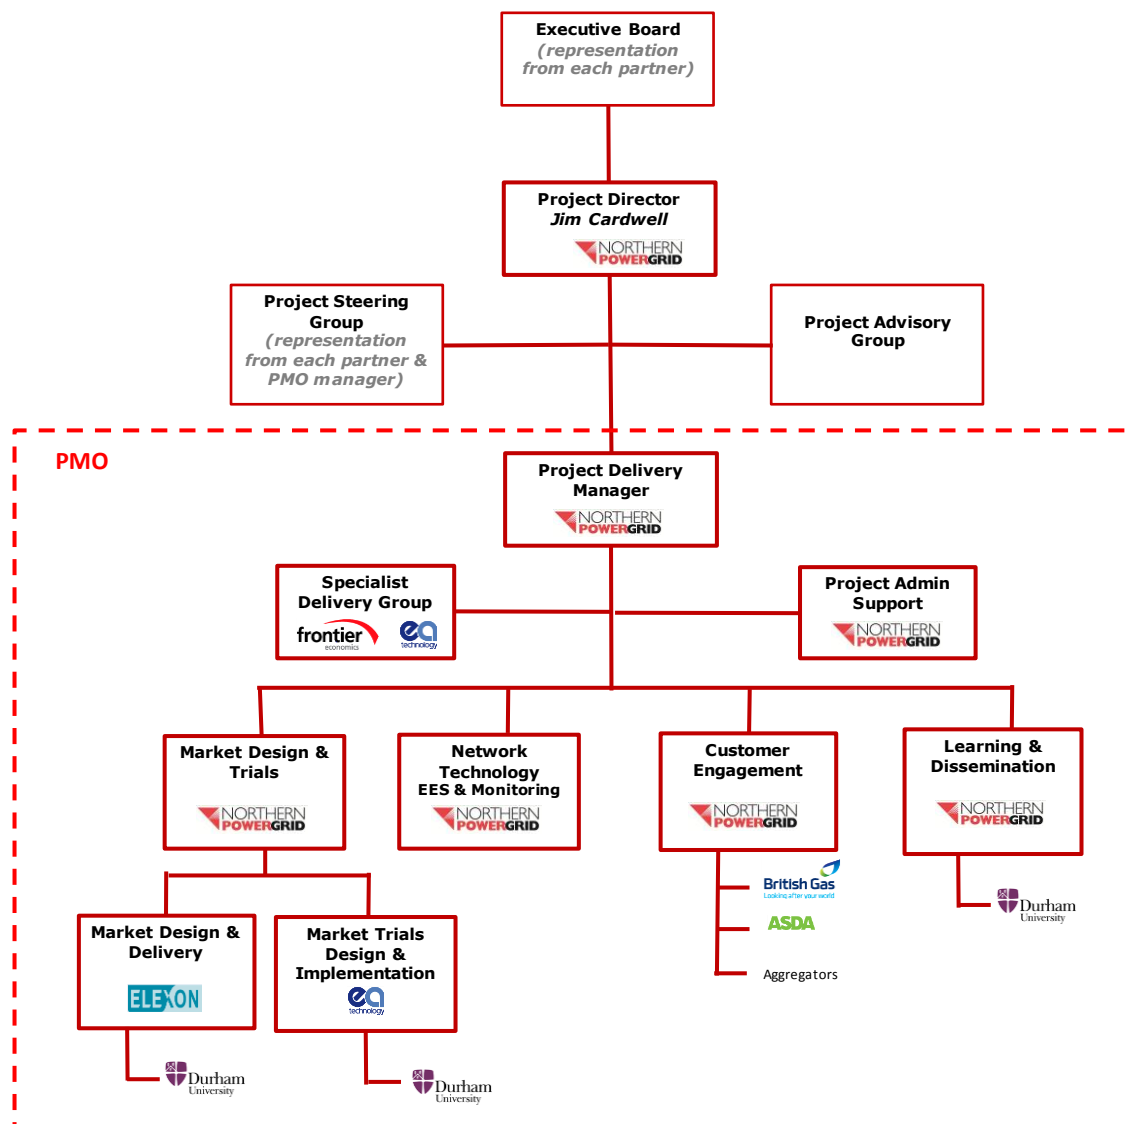 Executive Board
(representation
from each partner)
Project Director
Jim Cardwell
NORTHERN
POWERGRID
Project Steering
Group
(representation
from each partner &
PMO manager)
Project Advisory
Group
PMO
Project Delivery
Manager
NORTHERN
POWERGRID
Specialist
Delivery Group
frontier
economics
ea
technology
Project Admin
Support
NORTHERN
POWERGRID
Market Design &
Trials
NORTHERN
POWERGRID
Network
Technology
EES & Monitoring
NORTHERN
POWERGRID
Customer
Engagement
NORTHERN
POWERGRID
Learning &
Dissemination
NORTHERN
POWERGRID
British Gas
Looking after your world
ASDA
Aggregators
Durham
University
Market Design &
Delivery
ELEXON
Market Trials
Design &
Implementation
ea
technology
Durham
University
Durham
University